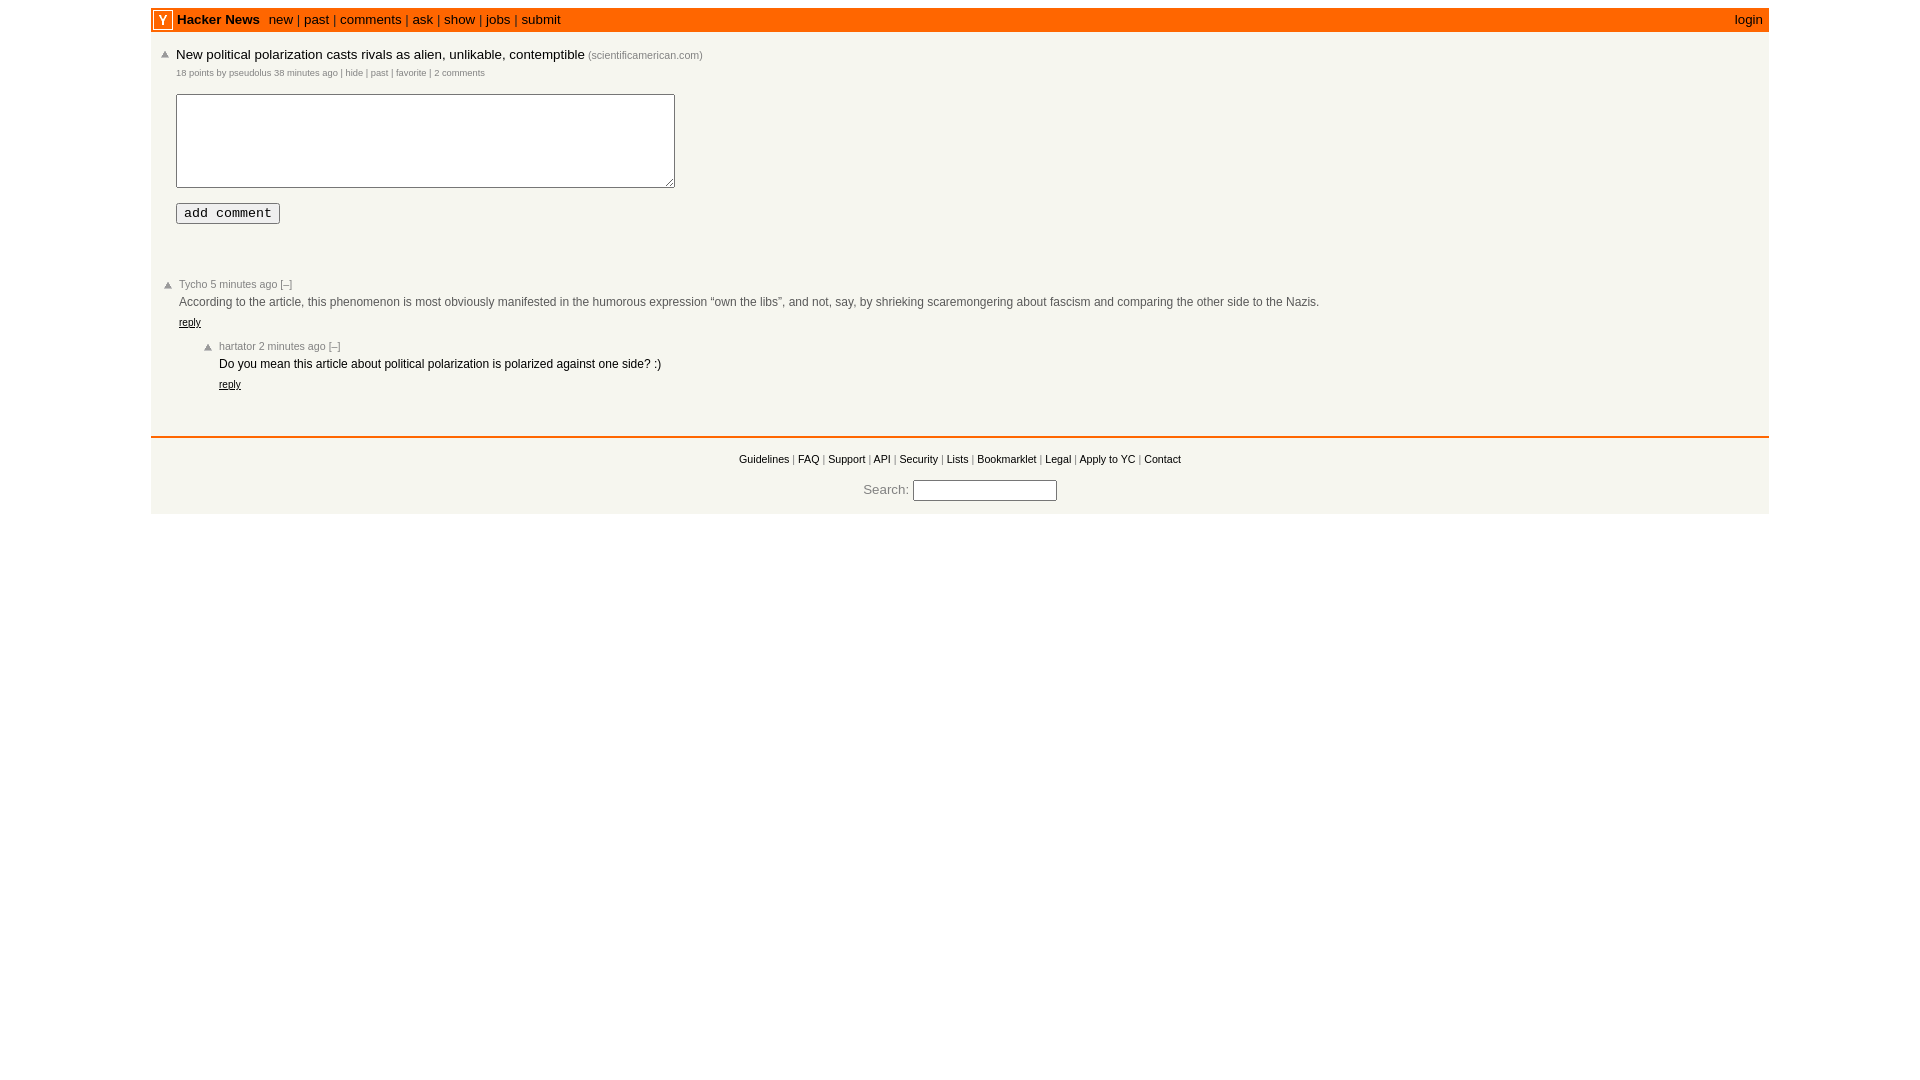 Y Hacker News new | past | comments | ask | show | jobs | submit login
New political polarization casts rivals as alien, unlikable, contemptible (scientificamerican.com)
18 points by pseudolus 38 minutes ago | hide | past | favorite | 2 comments
add comment
Tycho 5 minutes ago [–]
According to the article, this phenomenon is most obviously manifested in the humorous expression “own the libs”, and not, say, by shrieking scaremongering about fascism and comparing the other side to the Nazis.
reply
hartator 2 minutes ago [–]
Do you mean this article about political polarization is polarized against one side? :)
reply
Guidelines | FAQ | Support | API | Security | Lists | Bookmarklet | Legal | Apply to YC | Contact
Search: